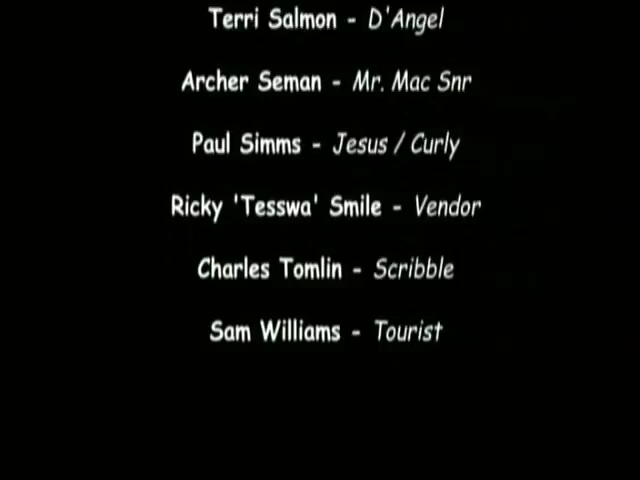 Terri Salmon - D'Angel
Archer Seman - Mr. Mac Snr
Paul Simms - Jesus / Curly
Ricky 'Tesswa' Smile - Vendor
Charles Tomlin - Scribble
Sam Williams - Tourist